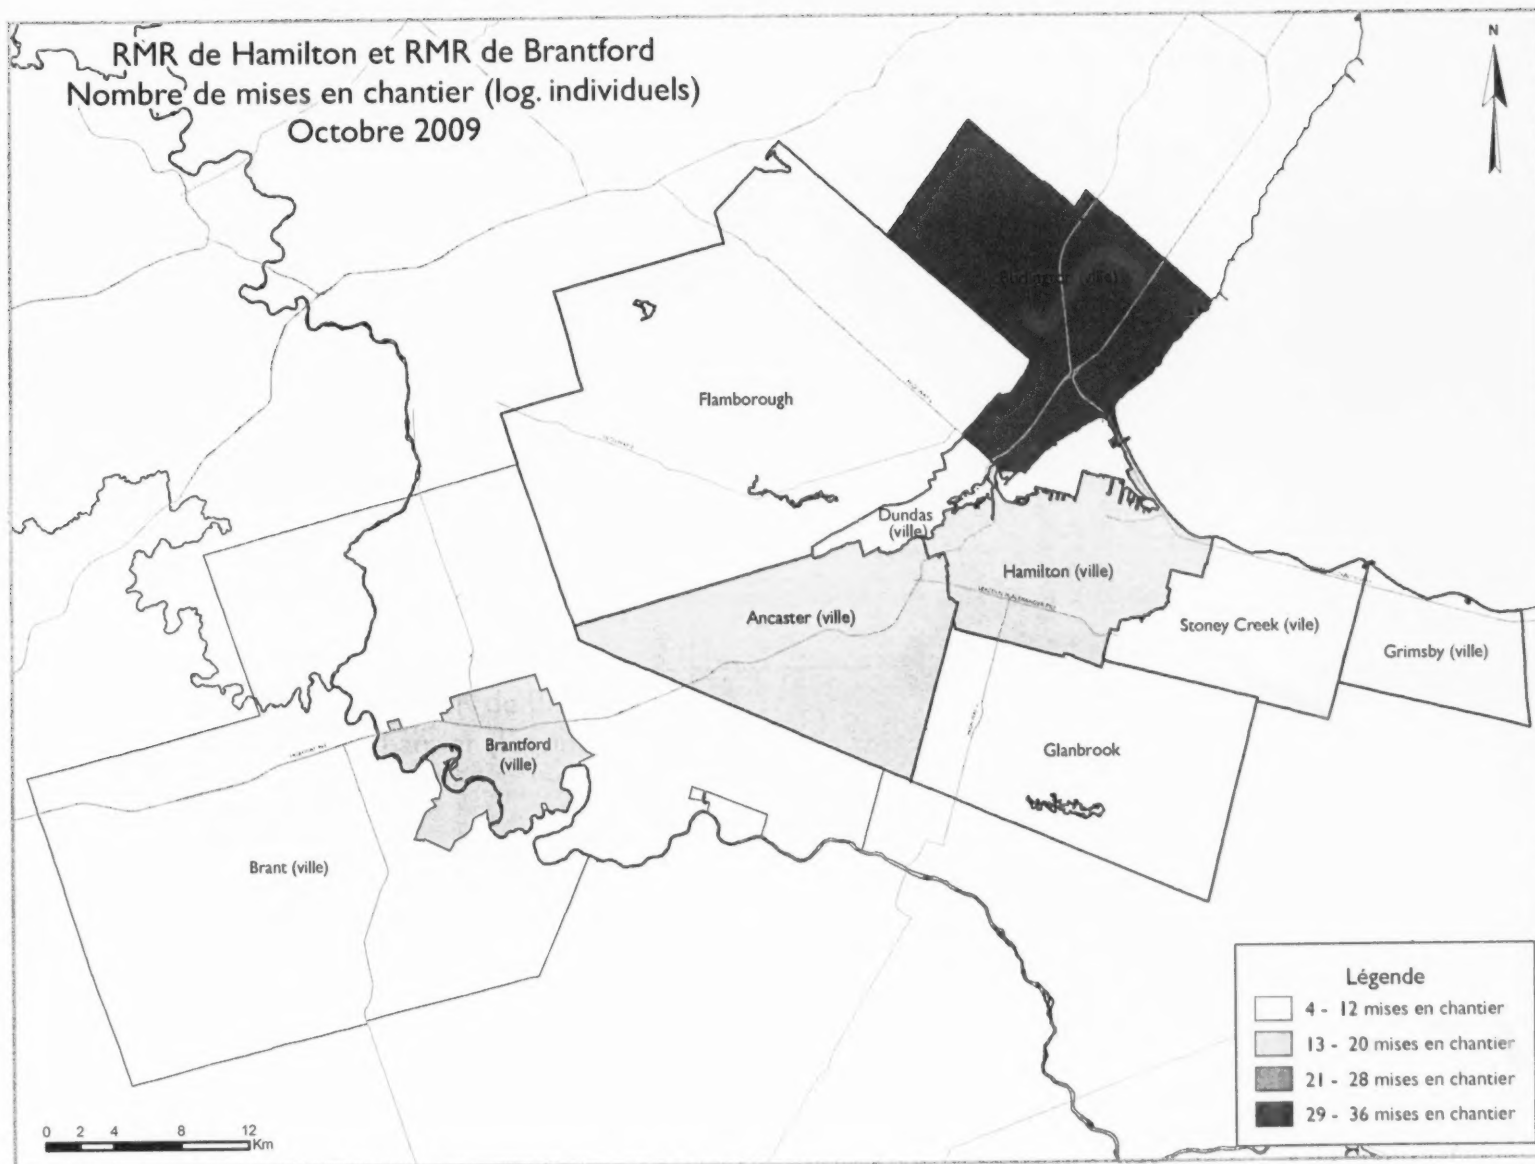 RMR de Hamilton et RMR de Brantford
Nombre de mises en chantier (log. individuels)
Octobre 2009
N
Burlington (ville)
Flamborough
Dundas
(ville)
Hamilton (ville)
Ancaster (ville)
Stoney Creek (vile)
Grimsby (ville)
Brantford
(ville)
Glanbrook
Brant (ville)
Légende
4 - 12 mises en chantier
13 - 20 mises en chantier
21 - 28 mises en chantier
29 - 36 mises en chantier
0 2 4 8 12
Km